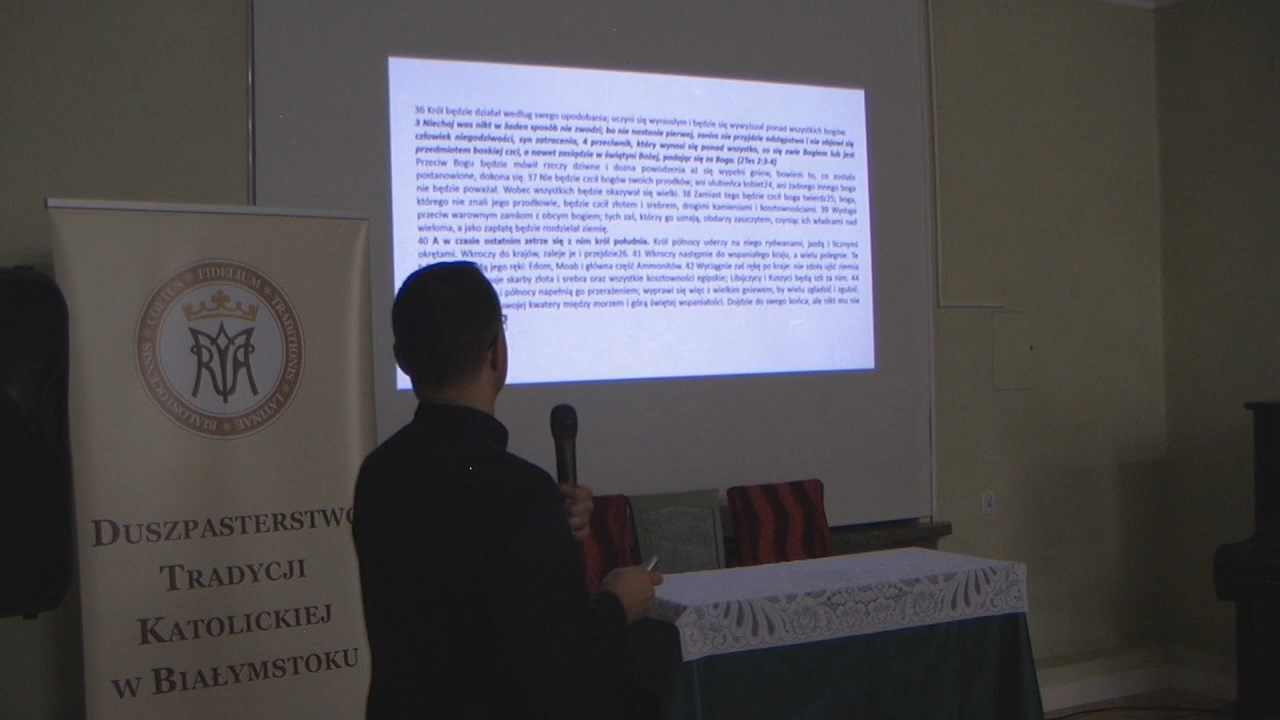 36 Król będzie działał według swego upodobania; uczyni się wyniosłym i będzie się wywyższał ponad wszystkich bogów.
3 Niechaj was nikt w żaden sposób nie zwodzi; bo nie nastanie pierwej, zanim nie przyjdzie odstępstwo i nie objawi się
człowiek niegodziwości, syn zatracenia, 4 przeciwnik, który wynosi się ponad wszystko, co się zwie Bogiem lub jest
przedmiotem boskiej czci, a nawet zasiądzie w świątyni Bożej, podając się za Boga. (2Tes 2:3-4)
Przeciw Bogu będzie mówił rzeczy dziwne i dozna powodzenia aż się wypełni gniew, bowiem to, co zostało
postanowione, dokona się. 37 Nie będzie czcił bogów swoich przodków; ani ulubieńca kobiet24, ani żadnego innego boga
nie będzie poważał. Wobec wszystkich będzie okazywał się wielki. 38 Zamiast tego będzie czcił boga twierdz25; boga,
którego nie znali jego przodkowie, będzie czcił złotem i srebrem, drogimi kamieniami i kosztownościami. 39 Wystąpi
przeciw warownym zamkom z obcym bogiem; tych zaś, którzy go uznają, obdarzy zaszczytem, czyniąc ich władcami nad
wieloma, a jako zapłatę będzie rozdzielał ziemię.
40 A w czasie ostatnim zetrze się z nim król południa. Król północy uderzy na niego rydwanami, jazdą i licznymi
okrętami. Wkroczy do krajów, zaleje je i przejdzie26. 41 Wkroczy następnie do wspaniałego kraju, a wielu polegnie. Te
jego ręki: Edom, Moab i główna część Ammonitów. 42 Wyciągnie zaś rękę po kraje; nie zdoła ujść ziemia
skarby złota i srebra oraz wszystkie kosztowności egipskie; Libijczycy i Kuszyci będą szli za nim. 44
i północy napełnią go przerażeniem; wyprawi się więc z wielkim gniewem, by wielu zgładzić i zgubić.
swojej kwatery między morzem i górą świętej wspaniałości. Dojdzie do swego końca, ale nikt mu nie
COETUS FIDELIUM TRADITIONIS LATINAE BIALOSTOCENSIS
DUSZPASTERSTWO
TRADYCJI
KATOLICKIEJ
W BIAŁYMSTOKU